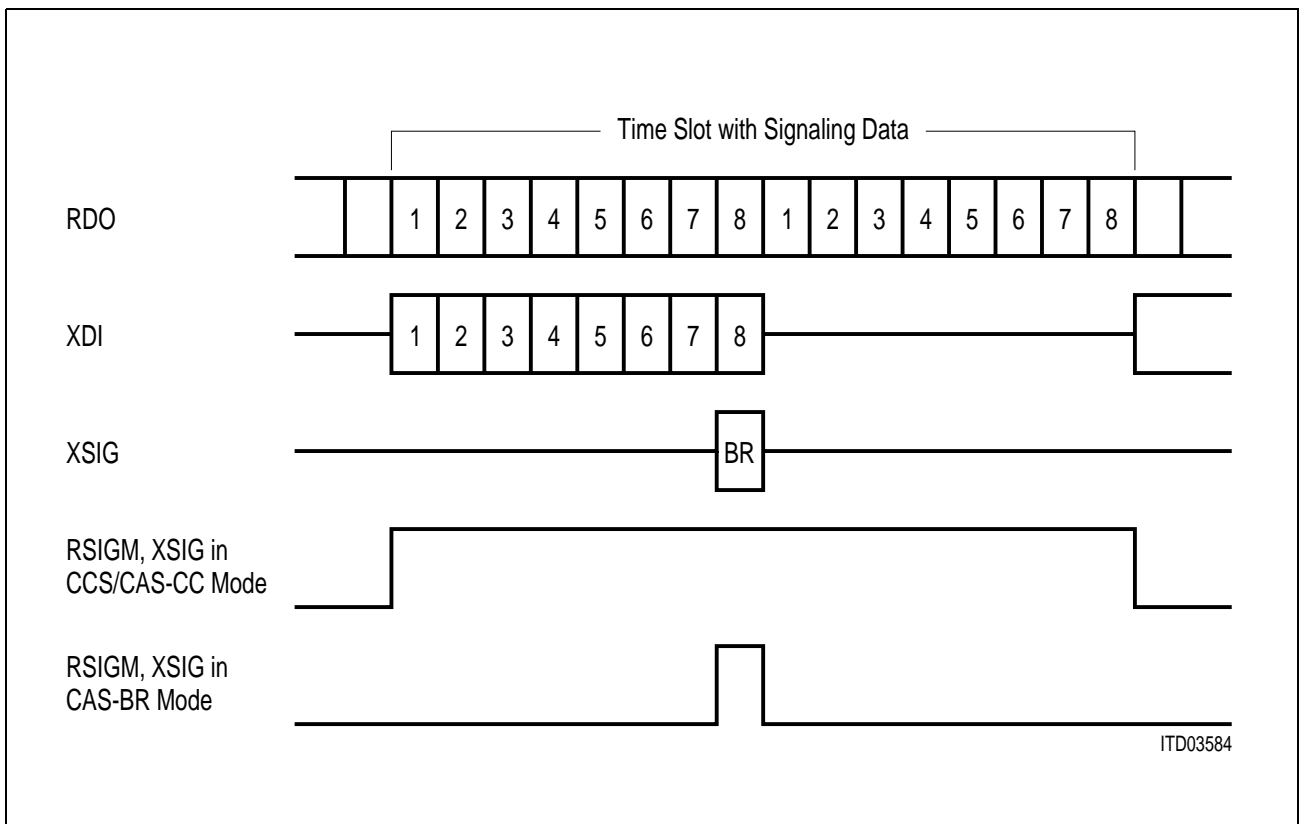 Time Slot with Signaling Data
RDO 1 2 3 4 5 6 7 8 1 2 3 4 5 6 7 8
XDI 1 2 3 4 5 6 7 8
XSIG BR
RSIGM, XSIG in
CCS/CAS-CC Mode
RSIGM, XSIG in
CAS-BR Mode
ITD03584